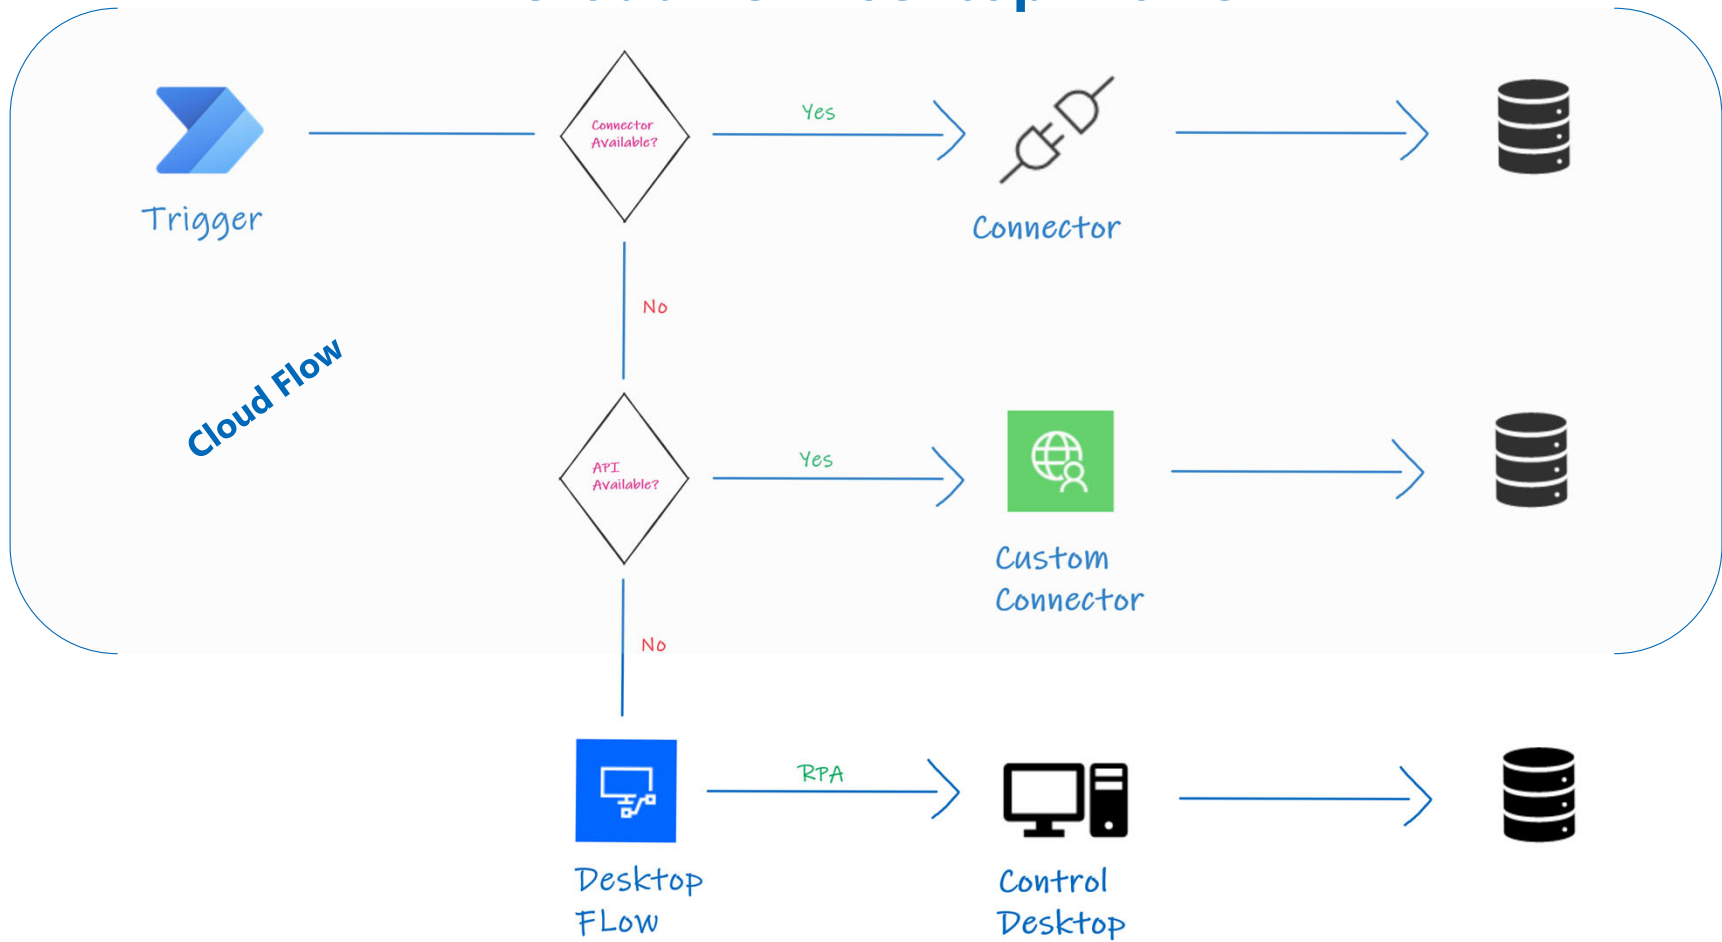 Connector
Available?
Yes
Trigger
Connector
No
Cloud Flow
API
Available?
Yes
Custom
Connector
No
RPA
Desktop
FLow
Control
Desktop